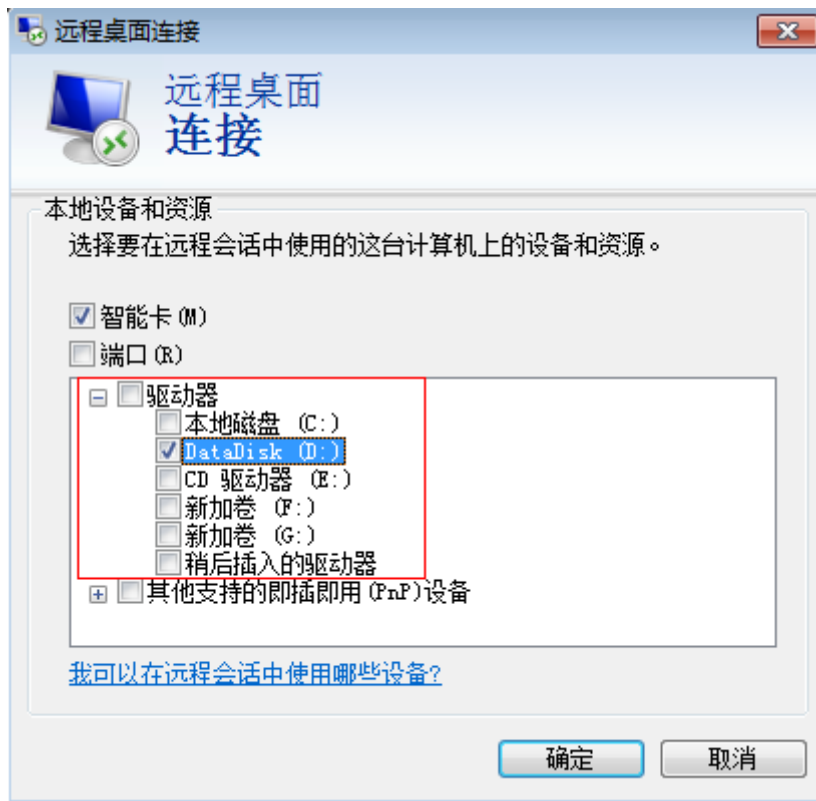 远程桌面连接
远程桌面
连接
本地设备和资源
选择要在远程会话中使用的这台计算机上的设备和资源。
智能卡(M)
端口(R)
驱动器
本地磁盘 (C:)
DataDisk (D:)
CD 驱动器 (E:)
新加卷 (F:)
新加卷 (G:)
稍后插入的驱动器
其他支持的即插即用(PnP)设备
我可以在远程会话中使用哪些设备?
确定
取消